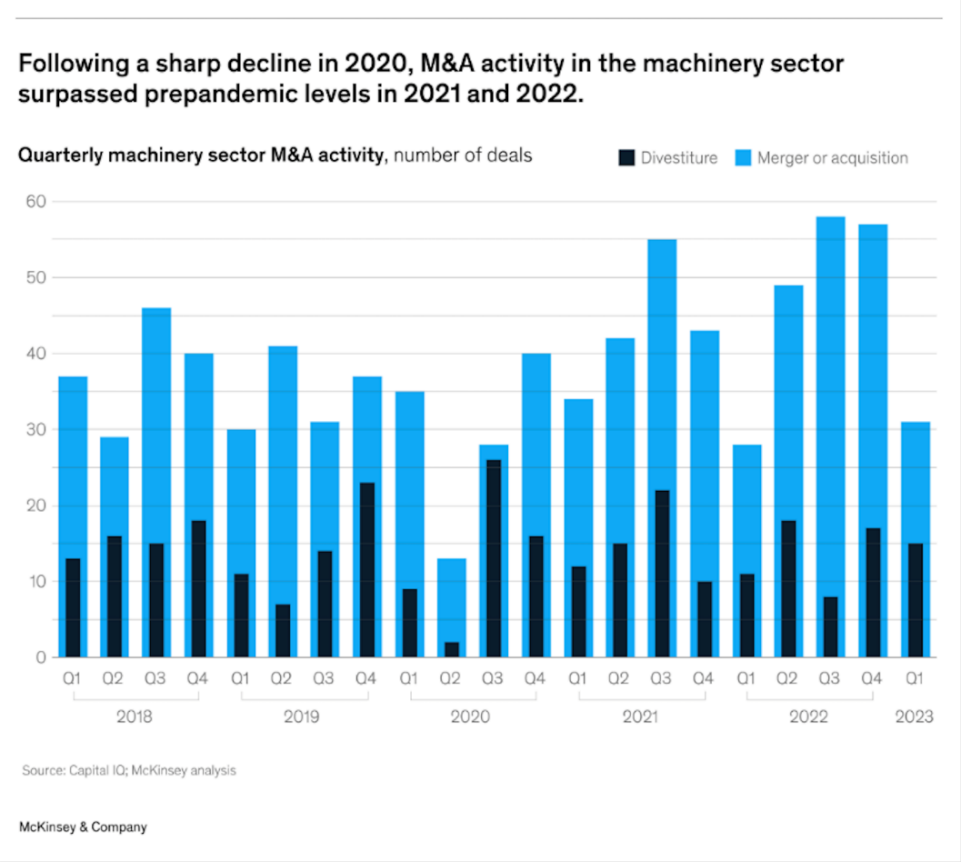 Following a sharp decline in 2020, M&A activity in the machinery sector
surpassed prepandemic levels in 2021 and 2022.
Quarterly machinery sector M&A activity, number of deals
Divestiture Merger or acquisition
60
50
40
30
20
10
0
Q1 Q2 Q3 Q4 Q1 Q2 Q3 Q4 Q1 Q2 Q3 Q4 Q1 Q2 Q3 Q4 Q1 Q2 Q3 Q4 Q1
2018 2019 2020 2021 2022 2023
Source: Capital IQ; McKinsey analysis
McKinsey & Company